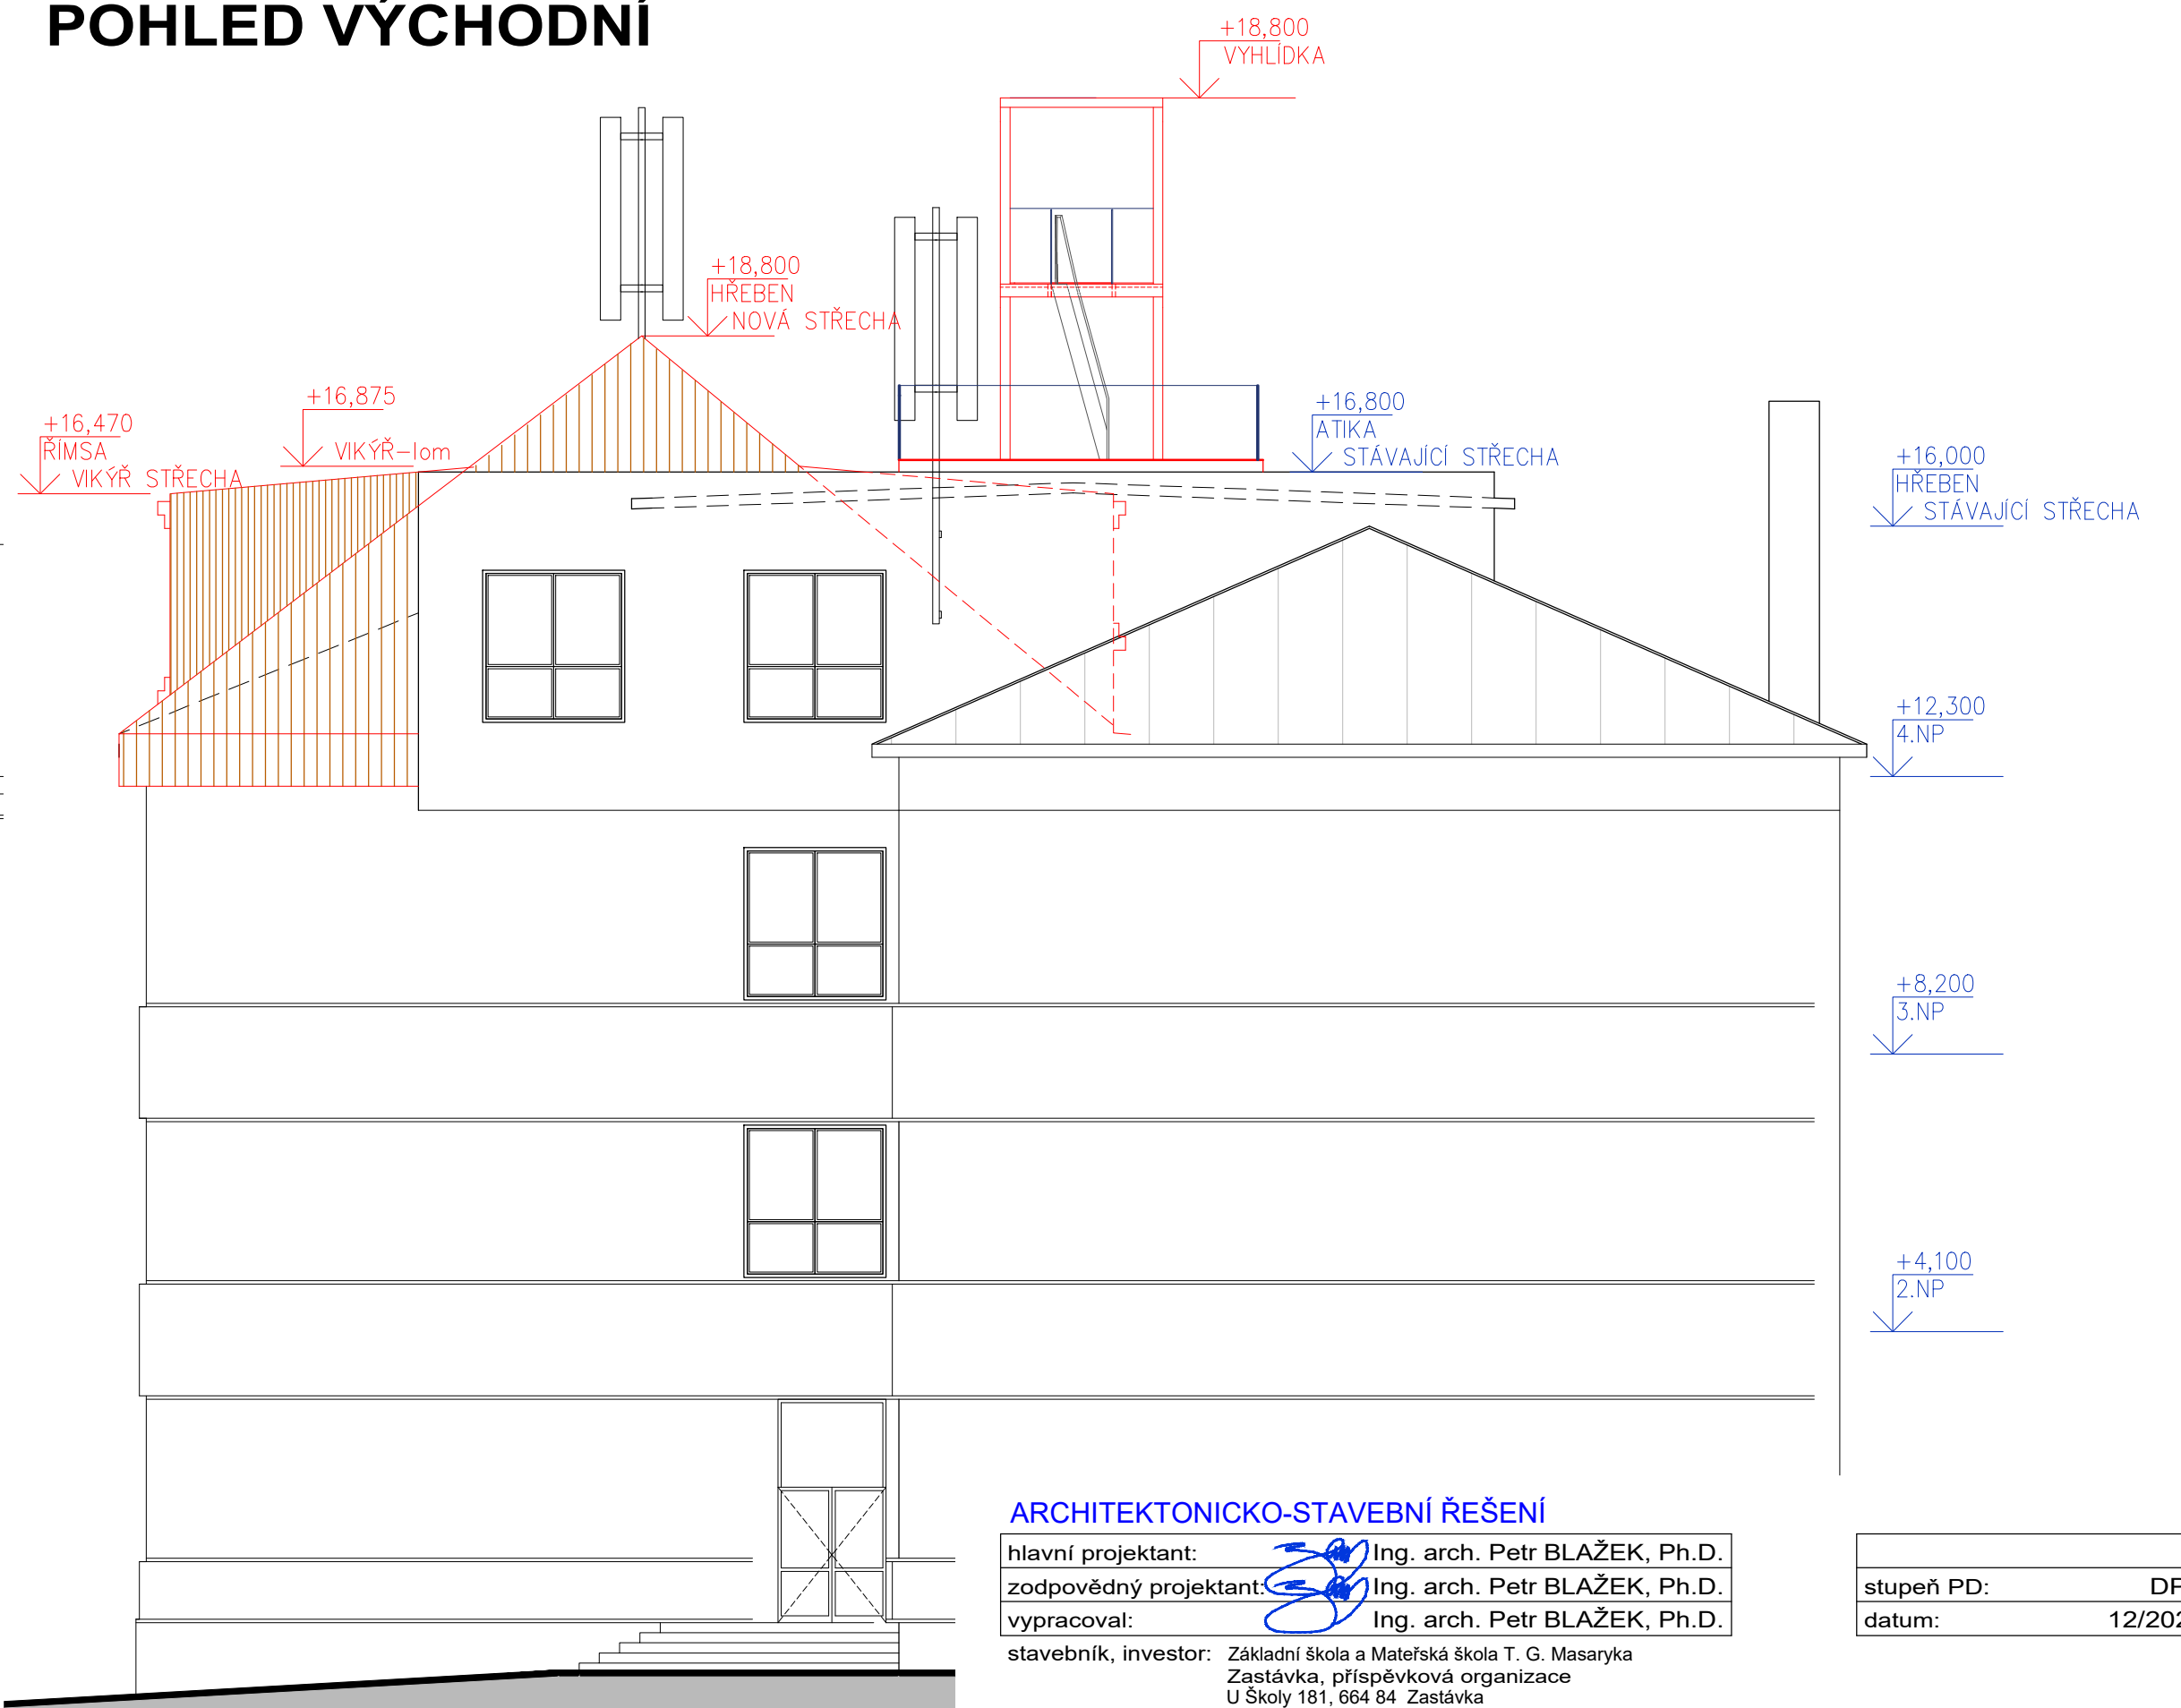 POHLED VÝCHODNÍ
+18,800
VYHLÍDKA
+18,800
HŘEBEN
NOVÁ STŘECHA
+16,875
VIKÝŘ-lom
+16,470
ŘÍMSA
VIKÝŘ STŘECHA
+16,800
ATIKA
STÁVAJÍCÍ STŘECHA
+16,000
HŘEBEN
STÁVAJÍCÍ STŘECHA
+12,300
4.NP
+8,200
3.NP
+4,100
2.NP
ARCHITEKTONICKO-STAVEBNÍ ŘEŠENÍ
hlavní projektant: Ing. arch. Petr BLAŽEK, Ph.D.
zodpovědný projektant: Ing. arch. Petr BLAŽEK, Ph.D.
vypracoval: Ing. arch. Petr BLAŽEK, Ph.D.
stavebník, investor: Základní škola a Mateřská škola T. G. Masaryka
Zastávka, příspěvková organizace
U Školy 181, 664 84 Zastávka
stupeň PD:
datum: